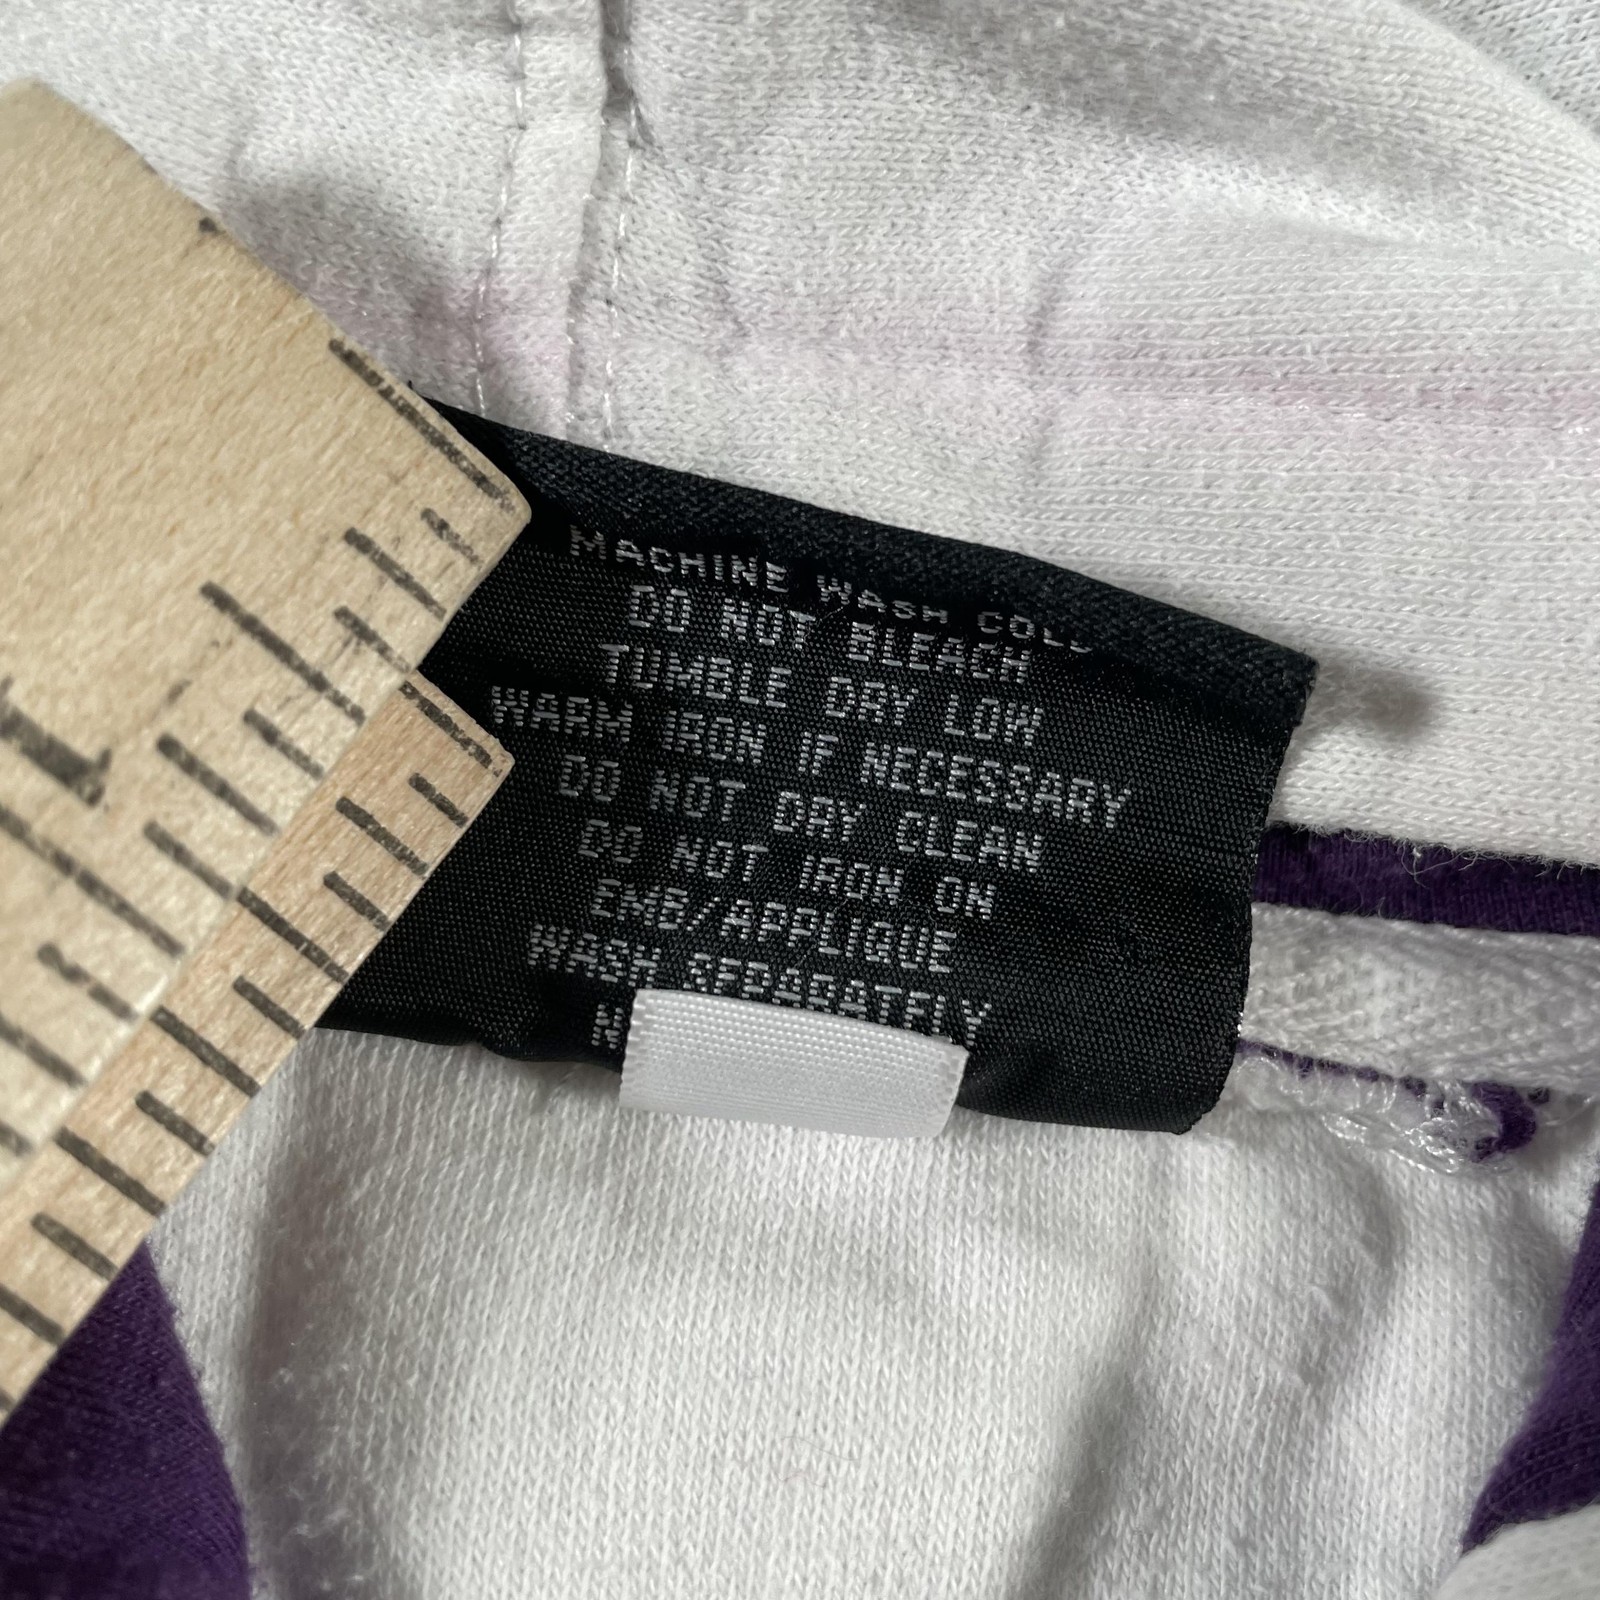 MACHINE WASH COLD
DO NOT BLEACH
TUMBLE DRY LOW
WARM IRON IF NECESSARY
DO NOT DRY CLEAN
DO NOT IRON ON
EMB/APPLIQUE
WASH SEPARATELY